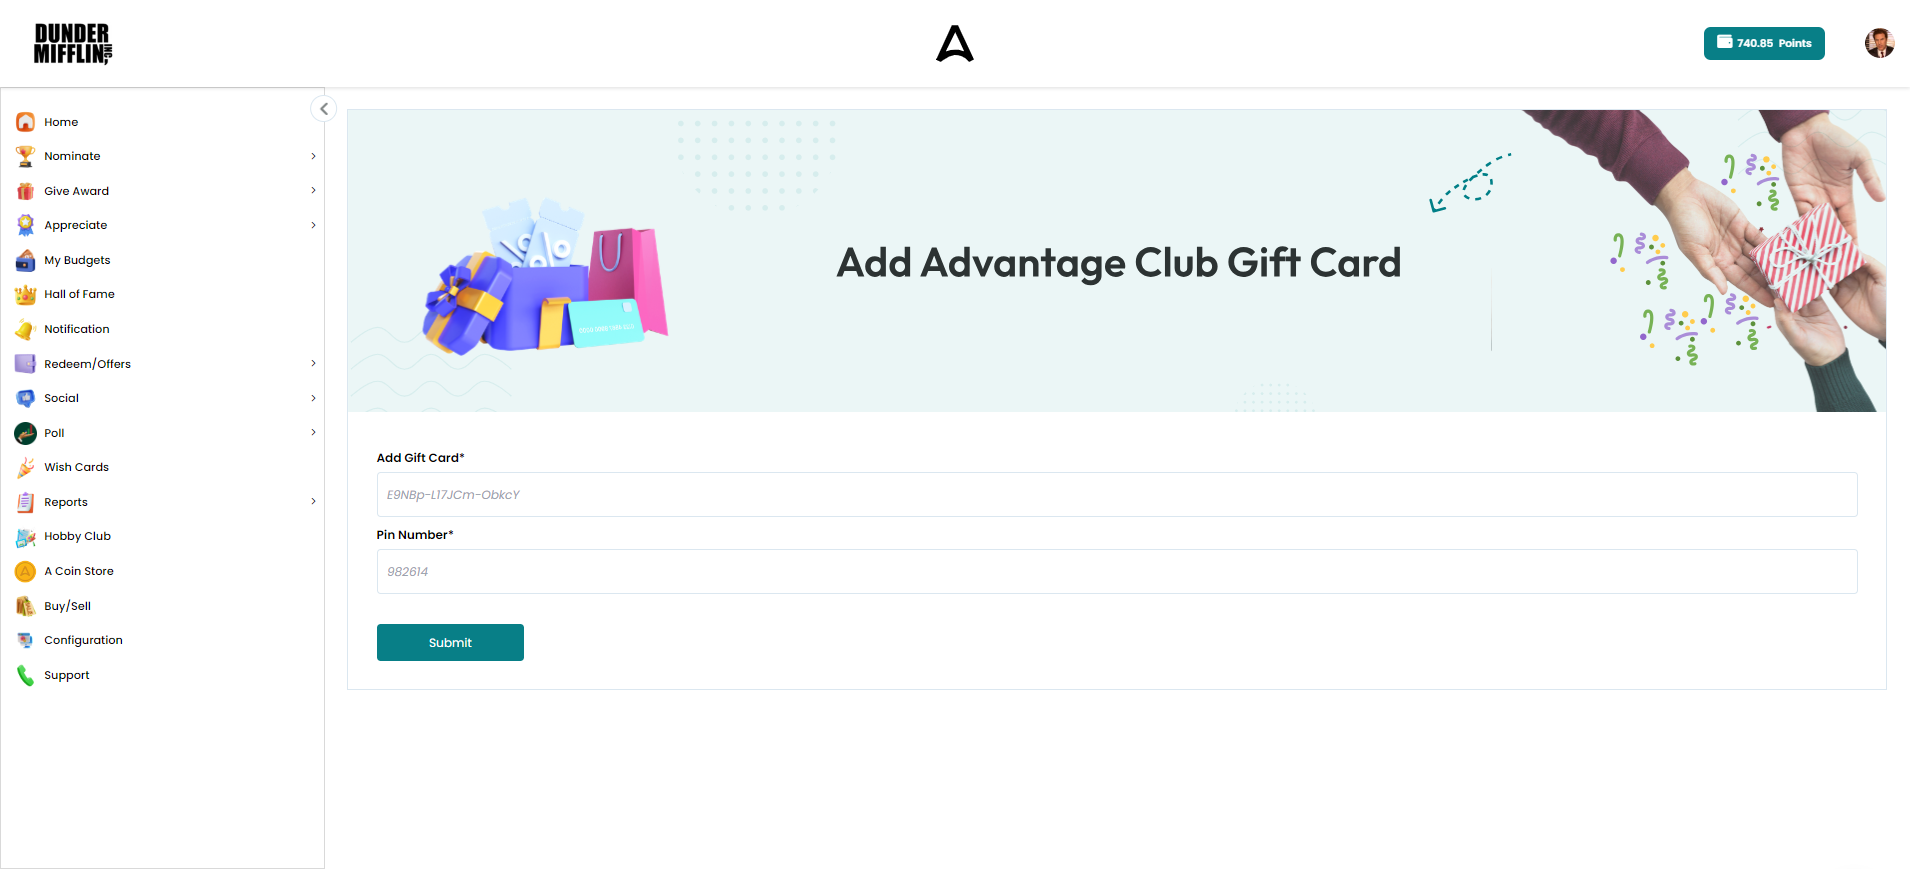 DUNDER
MIFFLIN, INC
740.85 Points
Home
Nominate
Give Award
Appreciate
My Budgets
Hall of Fame
Notification
Redeem/Offers
Social
Poll
Wish Cards
Reports
Hobby Club
A Coin Store
Buy/Sell
Configuration
Support
Add Advantage Club Gift Card
Add Gift Card*
E9NBp-L17JCm-ObkcY
Pin Number*
982614
Submit